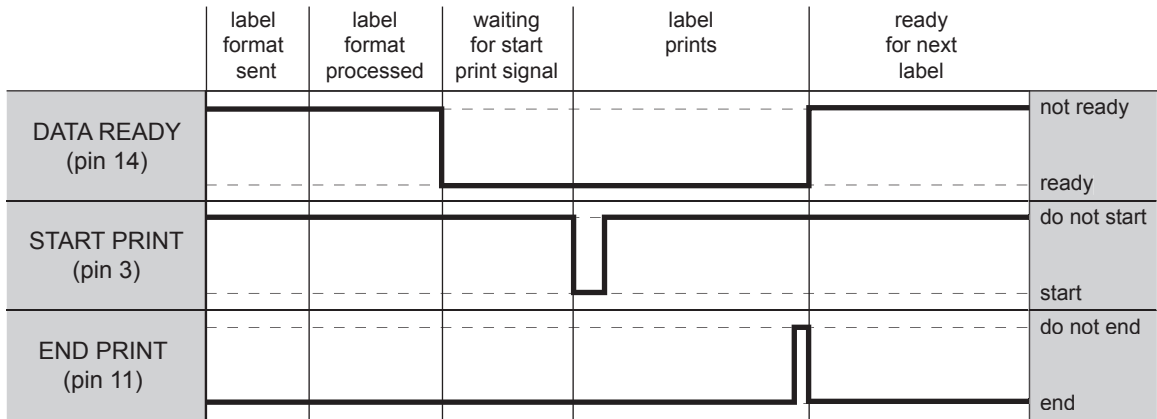 label
format
sent
label
format
processed
waiting
for start
print signal
label
prints
ready
for next
label
DATA READY
(pin 14)
not ready
ready
START PRINT
(pin 3)
do not start
start
END PRINT
(pin 11)
do not end
end